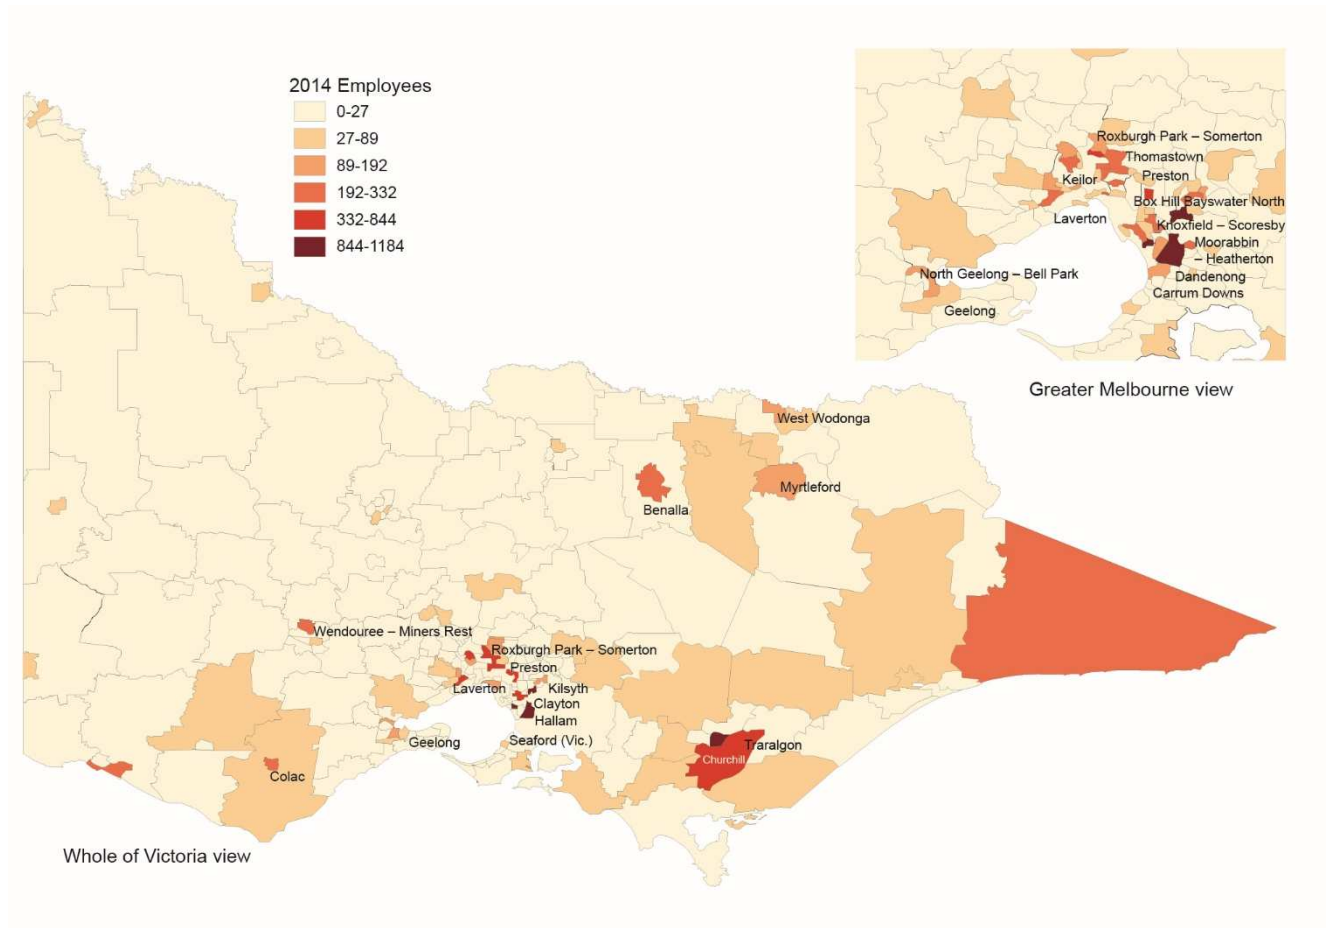 2014 Employees
0-27
27-89
89-192
192-332
332-844
844-1184
Roxburgh Park – Somerton
Thomastown
Preston
Keilor
Box Hill Bayswater North
Laverton
Knoxfield – Scoresby
Moorabbin
– Heatherton
North Geelong – Bell Park
Dandenong
Carrum Downs
Geelong
Greater Melbourne view
West Wodonga
Myrtleford
Benalla
Wendouree – Miners Rest
Roxburgh Park – Somerton
Preston
Laverton
Kilsyth
Clayton
Hallam
Geelong
Seaford (Vic.)
Traralgon
Churchill
Colac
Whole of Victoria view